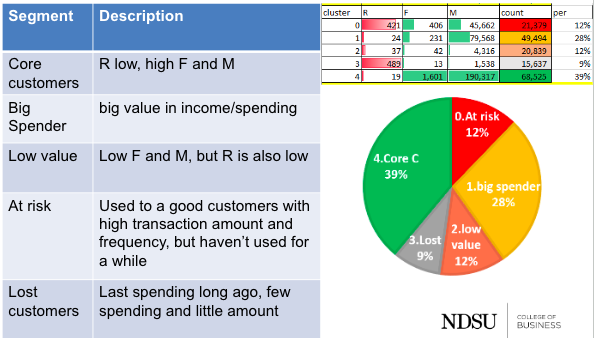 Segment Description
Core customers R low, high F and M
Big Spender big value in income/spending
Low value Low F and M, but R is also low
At risk Used to a good customers with
high transaction amount and
frequency, but haven't used for
a while
Lost customers Last spending long ago, few
spending and little amount
cluster R F M count per
0 421 406 45,662 21,379 12%
1 24 231 79,568 49,494 28%
2 37 42 4,316 20,839 12%
3 489 13 1,538 15,637 9%
4 19 1,601 190,317 68,525 39%
0.At risk
12%
4.Core C
39%
1.big spender
28%
2.low
value
12%
3.Lost
9%
NDSU COLLEGE OF
BUSINESS